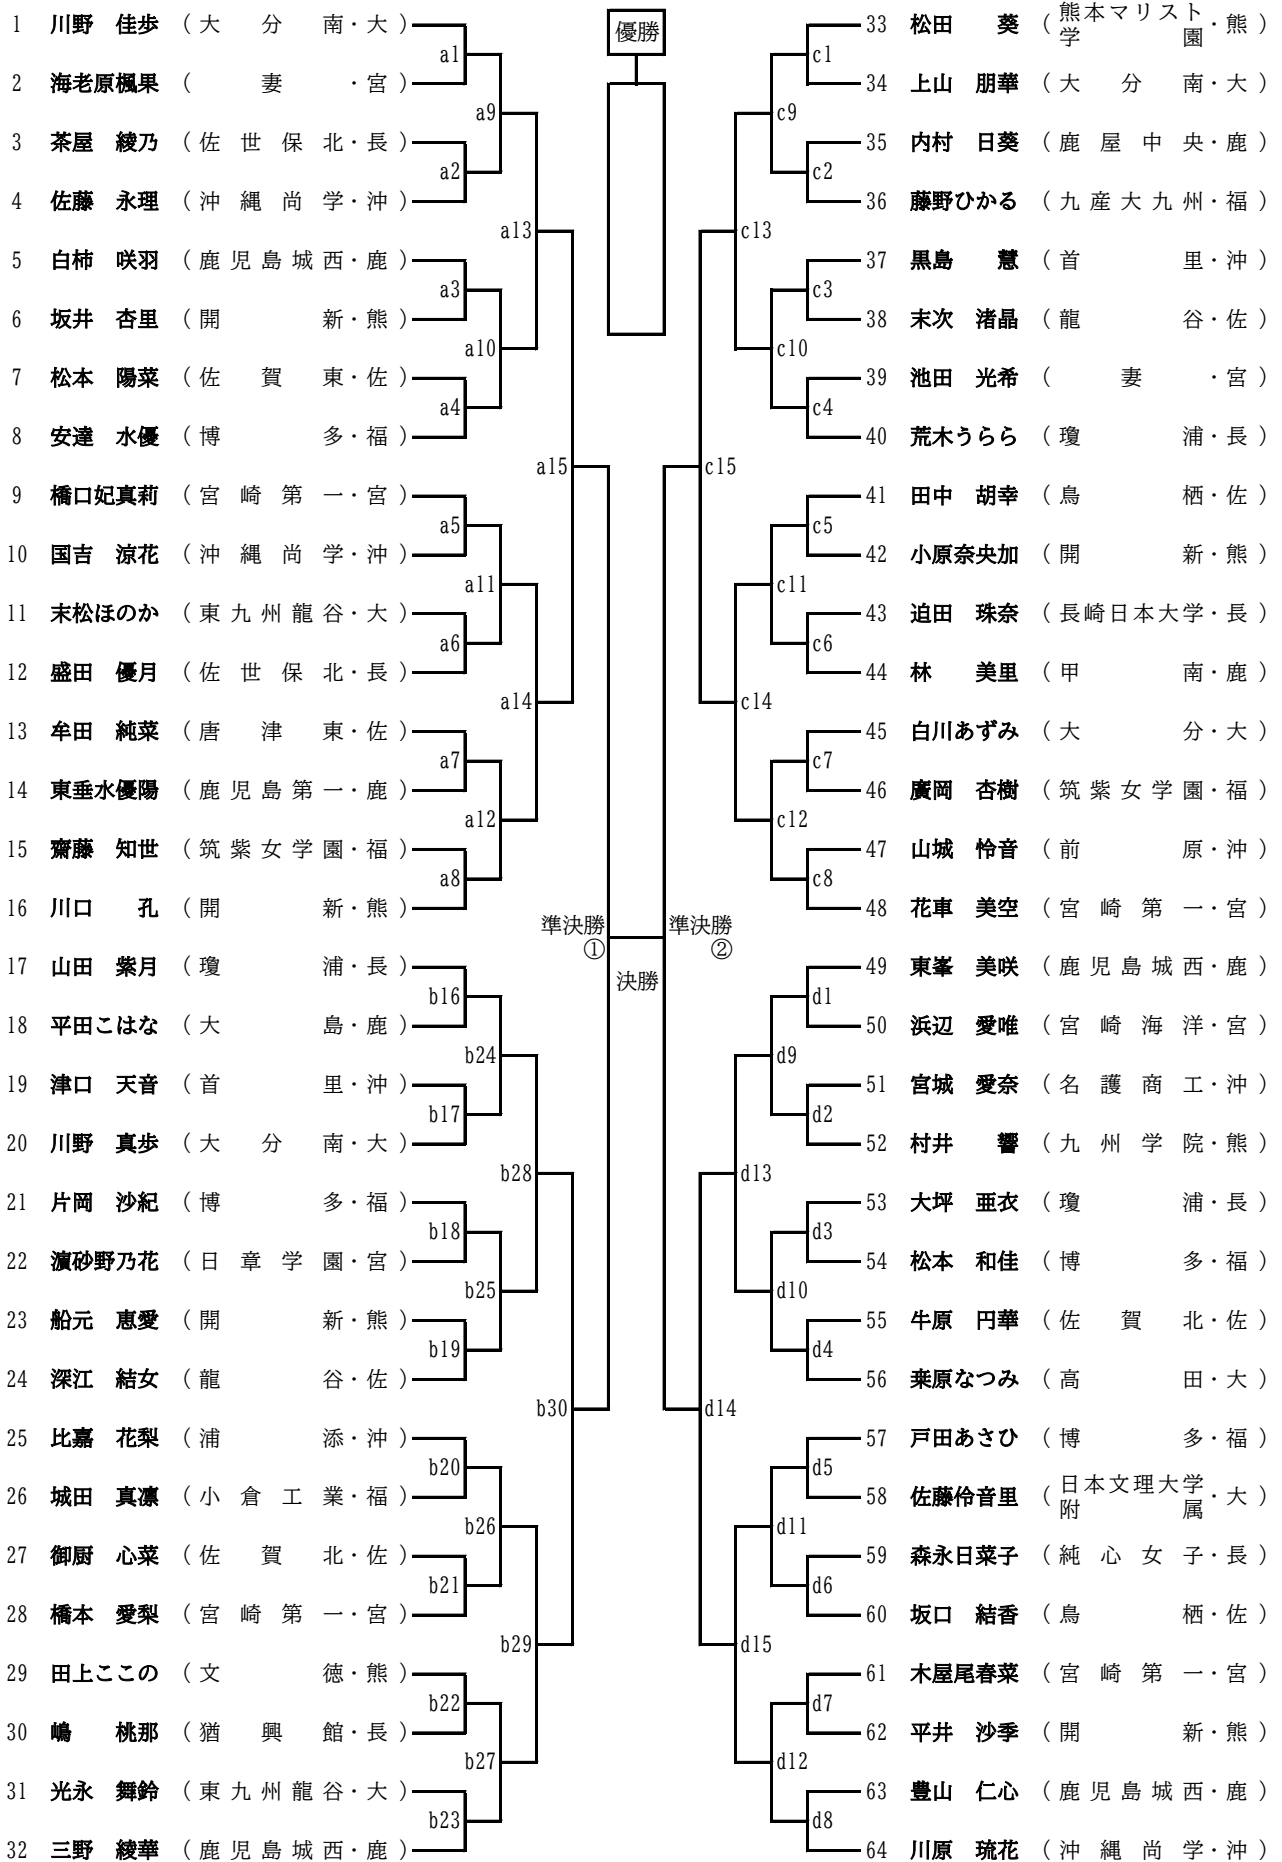 優勝
1 川野 佳歩 (大分南・大)
2 海老原楓果 (妻・宮)
3 茶屋 綾乃 (佐世保北・長)
4 佐藤 永理 (沖縄尚学・沖)
5 白柿 咲羽 (鹿児島城西・鹿)
6 坂井 杏里 (開新・熊)
7 松本 陽菜 (佐賀東・佐)
8 安達 水優 (博多・福)
9 橋口妃真莉 (宮崎第一・宮)
10 国吉 涼花 (沖縄尚学・沖)
11 末松ほのか (東九州龍谷・大)
12 盛田 優月 (佐世保北・長)
13 牟田 純菜 (唐津東・佐)
14 東垂水優陽 (鹿児島第一・鹿)
15 齋藤 知世 (筑紫女学園・福)
16 川口 孔 (開新・熊)
17 山田 紫月 (瓊浦・長)
18 平田こはな (大島・鹿)
19 津口 天音 (首里・沖)
20 川野 真歩 (大分南・大)
21 片岡 沙紀 (博多・福)
22 濵砂野乃花 (日章学園・宮)
23 船元 恵愛 (開新・熊)
24 深江 結女 (龍谷・佐)
25 比嘉 花梨 (浦添・沖)
26 城田 真凛 (小倉工業・福)
27 御厨 心菜 (佐賀北・佐)
28 橋本 愛梨 (宮崎第一・宮)
29 田上ここの (文徳・熊)
30 嶋 桃那 (猶興館・長)
31 光永 舞鈴 (東九州龍谷・大)
32 三野 綾華 (鹿児島城西・鹿)
a1
a2
a3
a4
a5
a6
a7
a8
a9
a10
a11
a12
a13
a14
a15
b16
b17
b18
b19
b20
b21
b22
b23
b24
b25
b26
b27
b28
b29
b30
準決勝
①
決勝
準決勝
②
33 松田 葵 (熊本マリスト学園・熊)
34 上山 朋華 (大分南・大)
35 内村 日葵 (鹿屋中央・鹿)
36 藤野ひかる (九産大九州・福)
37 黒島 慧 (首里・沖)
38 末次 渚晶 (龍谷・佐)
39 池田 光希 (妻・宮)
40 荒木うらら (瓊浦・長)
41 田中 胡幸 (鳥栖・佐)
42 小原奈央加 (開新・熊)
43 迫田 珠奈 (長崎日本大学・長)
44 林 美里 (甲南・鹿)
45 白川あずみ (大分・大)
46 廣岡 杏樹 (筑紫女学園・福)
47 山城 怜音 (前原・沖)
48 花車 美空 (宮崎第一・宮)
49 東峯 美咲 (鹿児島城西・鹿)
50 浜辺 愛唯 (宮崎海洋・宮)
51 宮城 愛奈 (名護商工・沖)
52 村井 響 (九州学院・熊)
53 大坪 亜衣 (瓊浦・長)
54 松本 和佳 (博多・福)
55 牛原 円華 (佐賀北・佐)
56 乗原なつみ (高田・大)
57 戸田あさひ (博多・福)
58 佐藤伶音里 (日本文理大学附属・大)
59 森永日菜子 (純心女子・長)
60 坂口 結香 (鳥栖・佐)
61 木屋尾春菜 (宮崎第一・宮)
62 平井 沙季 (開新・熊)
63 豊山 仁心 (鹿児島城西・鹿)
64 川原 琉花 (沖縄尚学・沖)
c1
c2
c3
c4
c5
c6
c7
c8
c9
c10
c11
c12
c13
c14
c15
d1
d2
d3
d4
d5
d6
d7
d8
d9
d10
d11
d12
d13
d14
d15